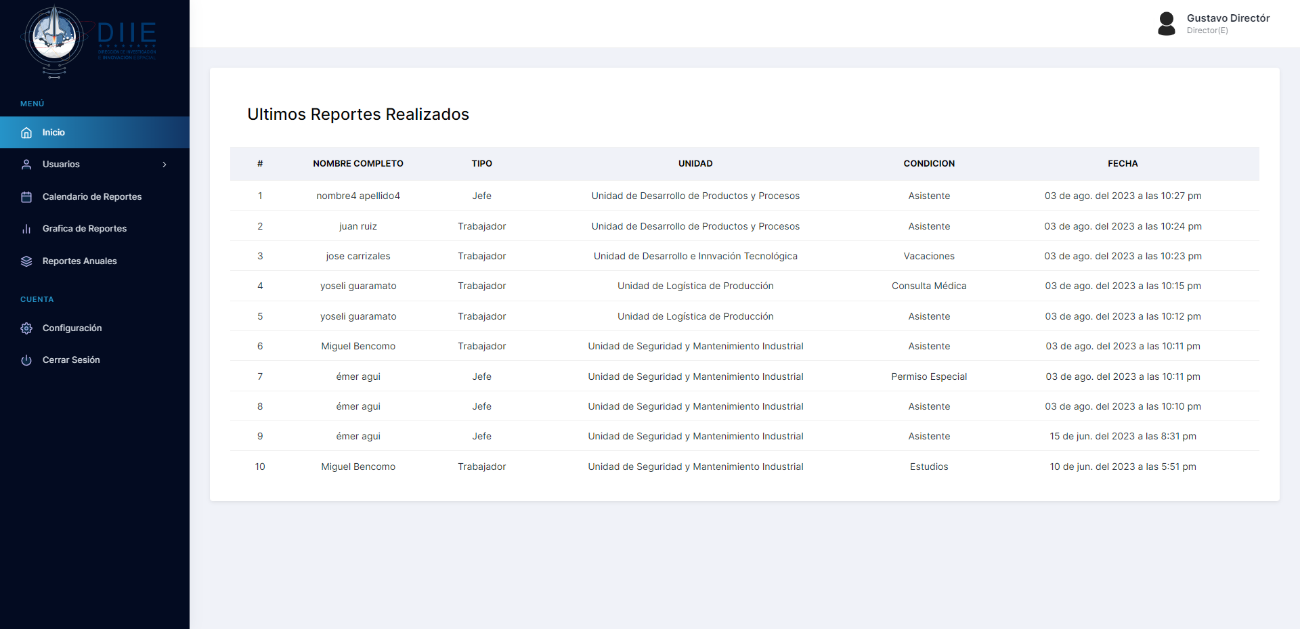 DIIE
Gustavo Directór
Director(E)
MENÚ
Inicio
Usuarios
Calendario de Reportes
Grafica de Reportes
Reportes Anuales
CUENTA
Configuración
Cerrar Sesión
Ultimos Reportes Realizados
# NOMBRE COMPLETO TIPO UNIDAD CONDICION FECHA
1 nombre4 apellido4 Jefe Unidad de Desarrollo de Productos y Procesos Asistente 03 de ago. del 2023 a las 10:27 pm
2 juan ruiz Trabajador Unidad de Desarrollo de Productos y Procesos Asistente 03 de ago. del 2023 a las 10:24 pm
3 jose carrizales Trabajador Unidad de Desarrollo e Innvación Tecnológica Vacaciones 03 de ago. del 2023 a las 10:23 pm
4 yoseli guaramato Trabajador Unidad de Logística de Producción Consulta Médica 03 de ago. del 2023 a las 10:15 pm
5 yoseli guaramato Trabajador Unidad de Logística de Producción Asistente 03 de ago. del 2023 a las 10:12 pm
6 Miguel Bencomo Trabajador Unidad de Seguridad y Mantenimiento Industrial Asistente 03 de ago. del 2023 a las 10:11 pm
7 émer agui Jefe Unidad de Seguridad y Mantenimiento Industrial Permiso Especial 03 de ago. del 2023 a las 10:11 pm
8 émer agui Jefe Unidad de Seguridad y Mantenimiento Industrial Asistente 03 de ago. del 2023 a las 10:10 pm
9 émer agui Jefe Unidad de Seguridad y Mantenimiento Industrial Asistente 15 de jun. del 2023 a las 8:31 pm
10 Miguel Bencomo Trabajador Unidad de Seguridad y Mantenimiento Industrial Estudios 10 de jun. del 2023 a las 5:51 pm